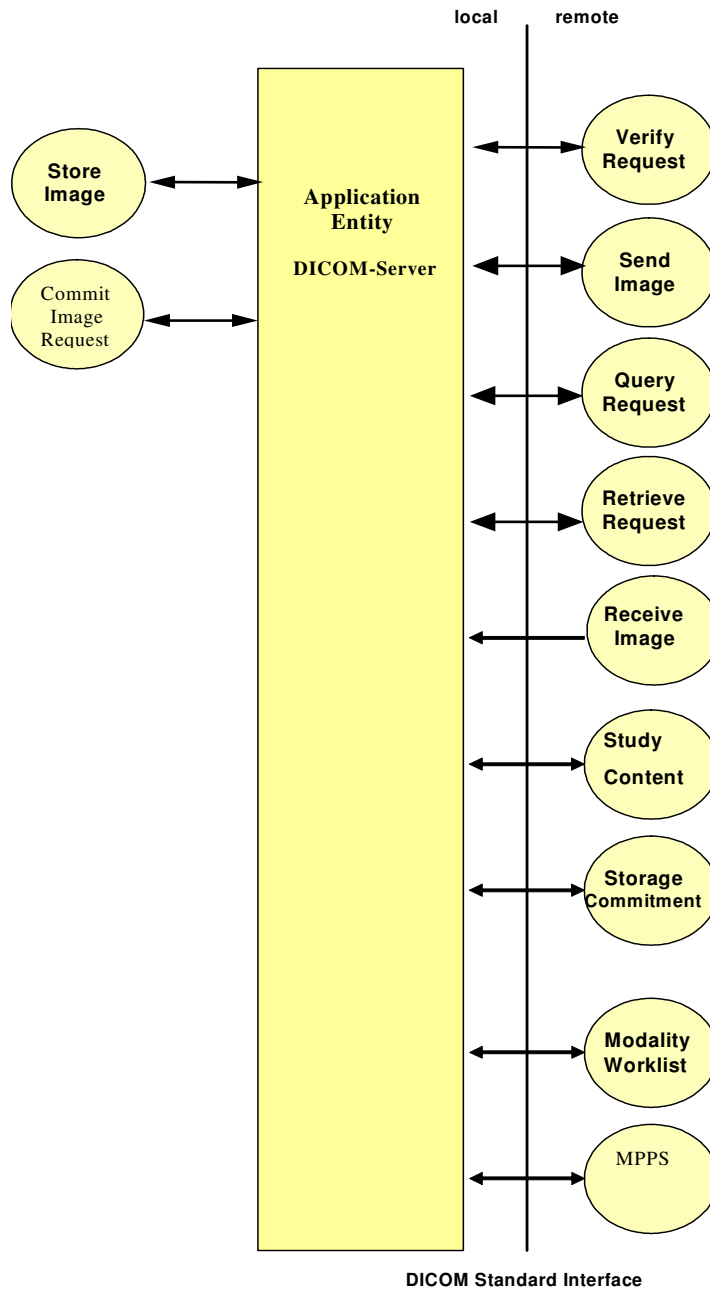 local
remote
Verify
Request
Store
Image
Application
Entity
DICOM-Server
Send
Image
Commit
Image
Request
Query
Request
Retrieve
Request
Receive
Image
Study
Content
Storage
Commitment
Modality
Worklist
MPPS
DICOM Standard Interface